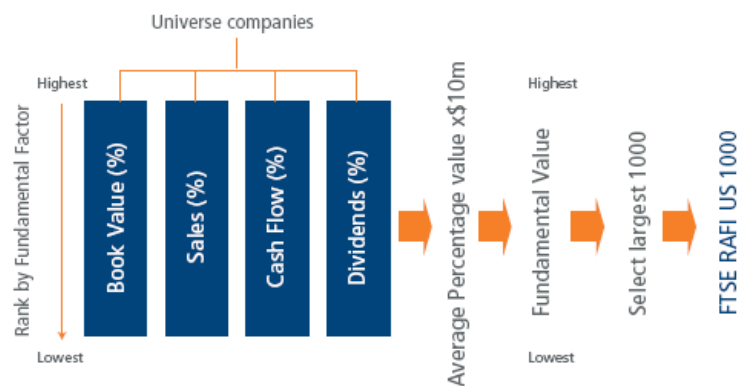 Universe companies
Highest
Rank by Fundamental Factor
Lowest
Book Value (%)
Sales (%)
Cash Flow (%)
Dividends (%)
Average Percentage value x$10m
Highest
Fundamental Value
Lowest
Select largest 1000
FTSE RAFI US 1000